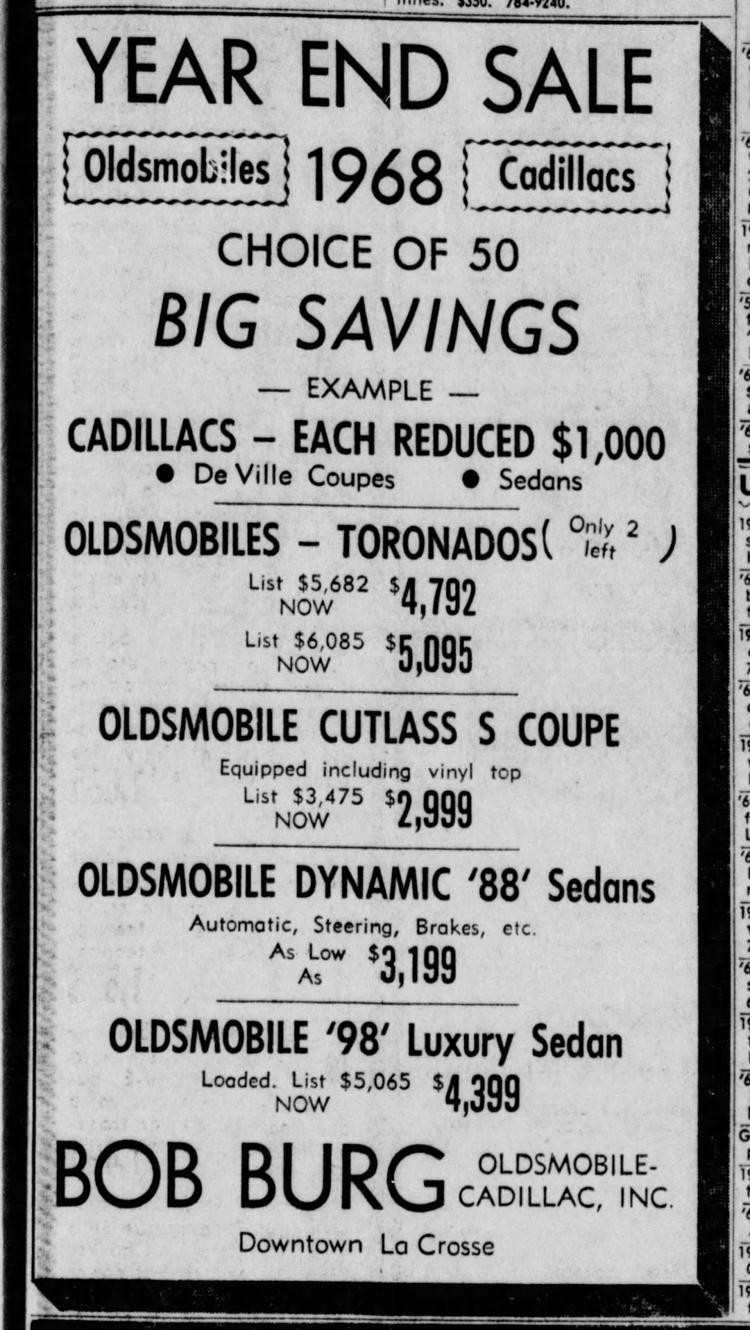 mines. $350. 784-9240.
YEAR END SALE
Oldsmobiles 1968 Cadillacs
CHOICE OF 50
BIG SAVINGS
— EXAMPLE —
CADILLACS – EACH REDUCED $1,000
● De Ville Coupes ● Sedans
OLDSMOBILES – TORONADOS ( Only 2 left )
List $5,682 NOW $4,792
List $6,085 NOW $5,095
OLDSMOBILE CUTLASS S COUPE
Equipped including vinyl top
List $3,475 NOW $2,999
OLDSMOBILE DYNAMIC '88' Sedans
Automatic, Steering, Brakes, etc.
As Low As $3,199
OLDSMOBILE '98' Luxury Sedan
Loaded. List $5,065 NOW $4,399
BOB BURG OLDSMOBILE-CADILLAC, INC.
Downtown La Crosse